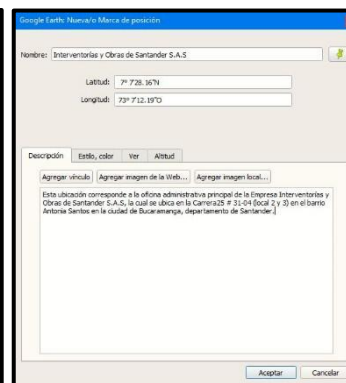 Google Earth: Nueva/o Marca de posición
Nombre: Interventorías y Obras de Santander S.A.S
Latitud: 7° 7'28.16"N
Longitud: 73° 7'12.19"O
Descripción Estilo, color Ver Altitud
Agregar vínculo Agregar imagen de la Web... Agregar imagen local...
Esta ubicación corresponde a la oficina administrativa principal de la Empresa Interventorías y
Obras de Santander S.A.S, la cual se ubica en la Carrera25 # 31-04 (local 2 y 3) en el barrio
Antonia Santos en la ciudad de Bucaramanga, departamento de Santander.
Aceptar Cancelar